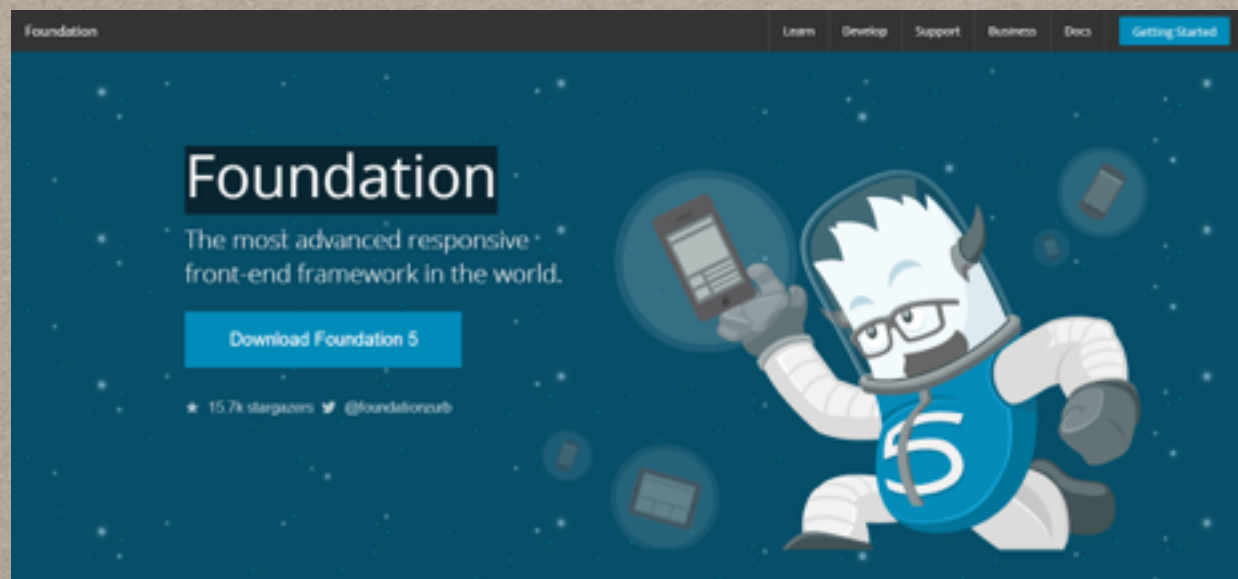 Foundation
Learn Develop Support Business Docs Getting Started
Foundation
The most advanced responsive
front-end framework in the world.
Download Foundation 5
15.7k stargazers @foundationzurb
5